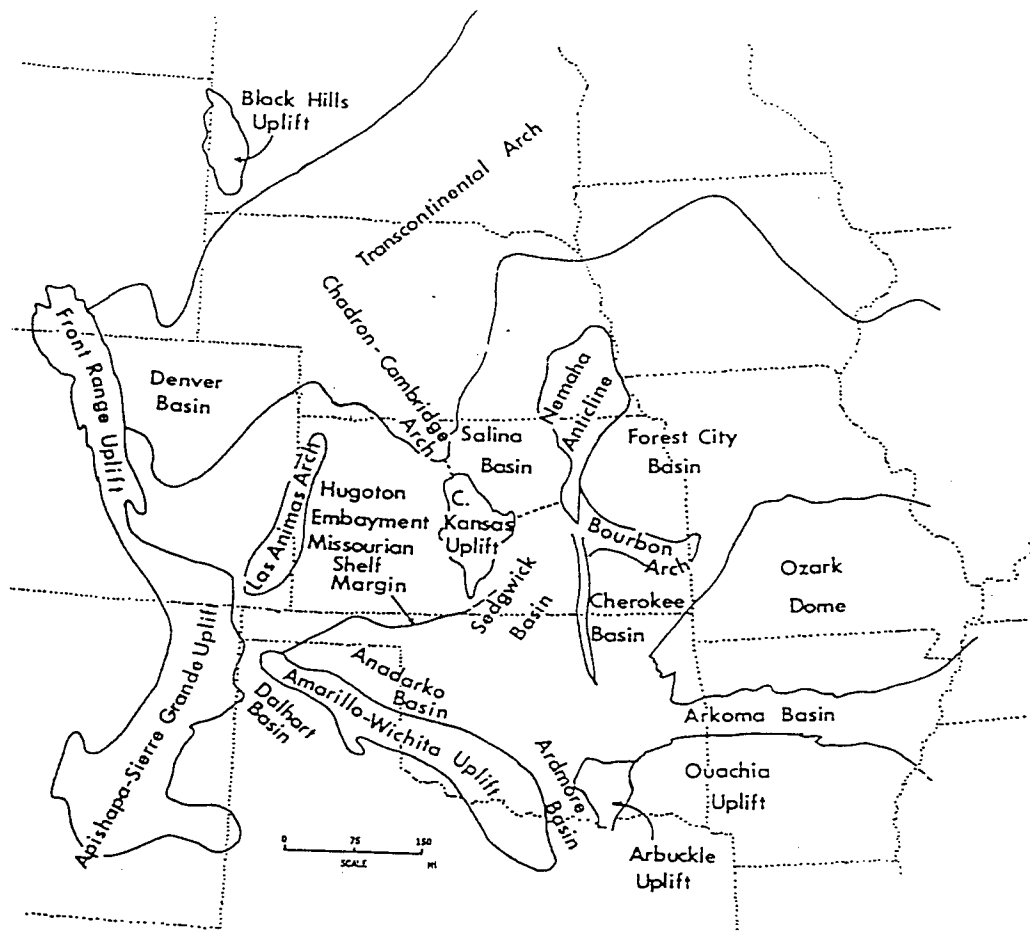 Black Hills
Uplift
Transcontinental Arch
Chadron-Cambridge
Arch
Front Range Uplift
Denver
Basin
Nemaha
Anticline
Salina
Basin
Forest City
Basin
Las Animas Arch
Hugoton
Embayment
Missourian
Shelf
Margin
C.
Kansas
Uplift
Bourbon
Arch
Ozark
Dome
Sedgwick
Basin
Cherokee
Basin
Apishapa-Sierre Grande Uplift
Anadarko
Basin
Amarillo-Wichita Uplift
Dalhart
Basin
Arkoma Basin
Ardmore
Basin
Ouachia
Uplift
Arbuckle
Uplift
0 75 150
SCALE MI